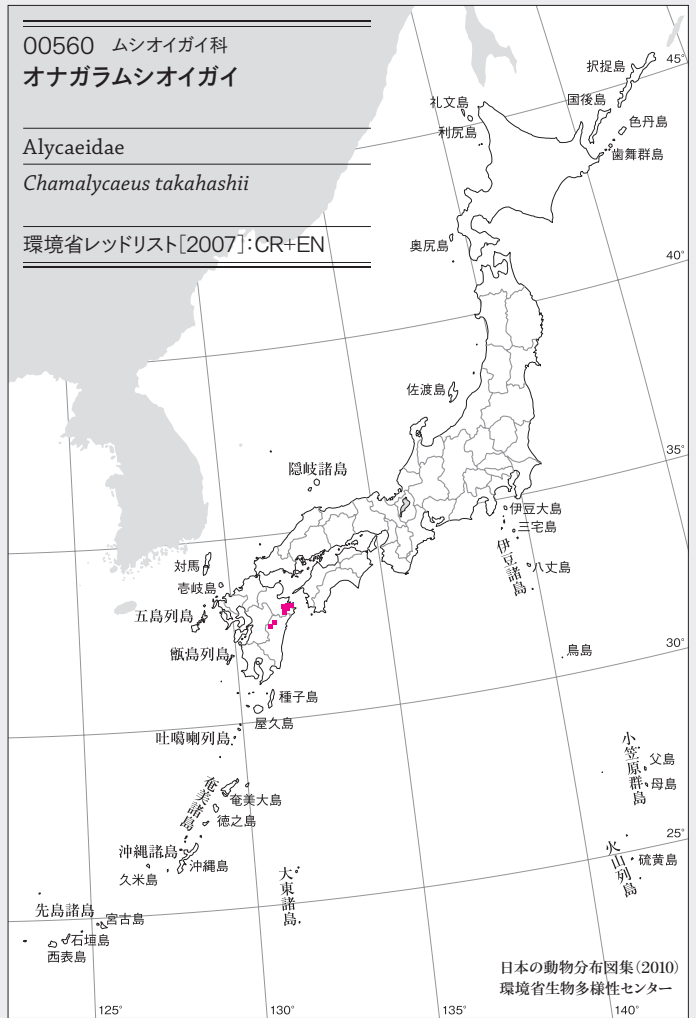 00560 ムシオイガイ科
オナガラムシオイガイ
Alycaeidae
Chamalycaeus takahashii
環境省レッドリスト[2007]:CR+EN
択捉島
45°
礼文島
国後島
色丹島
利尻島
歯舞群島
奥尻島
40°
佐渡島
35°
隠岐諸島
伊豆大島
三宅島
伊豆諸島
八丈島
対馬
壱岐島
五島列島
甑島列島
鳥島
30°
種子島
屋久島
吐噶喇列島
小笠原群島
父島
母島
奄美諸島
奄美大島
徳之島
25°
沖縄諸島
沖縄島
久米島
火山列島
硫黄島
大東諸島
先島諸島
宮古島
石垣島
西表島
日本の動物分布図集(2010)
環境省生物多様性センター
125°
130°
135°
140°